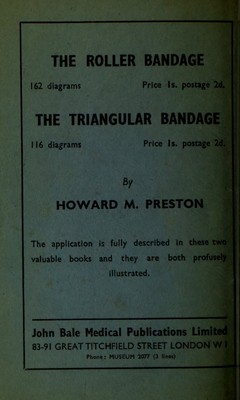 THE ROLLER BANDAGE
162 diagrams Price 1s. postage 2d.
THE TRIANGULAR BANDAGE
116 diagrams Price 1s. postage 2d.
By
HOWARD M. PRESTON
The application is fully described in these two
valuable books and they are both profusely
illustrated.
John Bale Medical Publications Limited
83-91 GREAT TITCHFIELD STREET LONDON W 1
Phone: MUSEUM 2077 (3 lines)